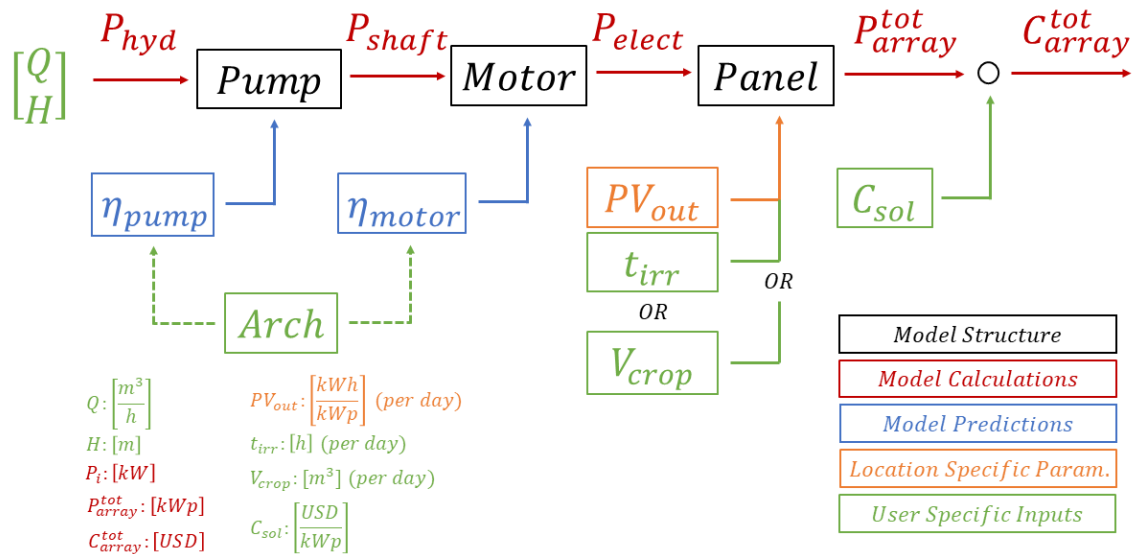 P_hyd P_shaft P_elect P_array^tot C_array^tot
[Q
H]
Pump Motor Panel
η_pump η_motor PV_out C_sol
t_irr
OR
Arch OR
V_crop
Q: [m³/h]
H: [m]
P_i: [kW]
P_array^tot: [kWp]
C_array^tot: [USD]
PV_out: [kWh/kWp] (per day)
t_irr: [h] (per day)
V_crop: [m³] (per day)
C_sol: [USD/kWp]
Model Structure
Model Calculations
Model Predictions
Location Specific Param.
User Specific Inputs